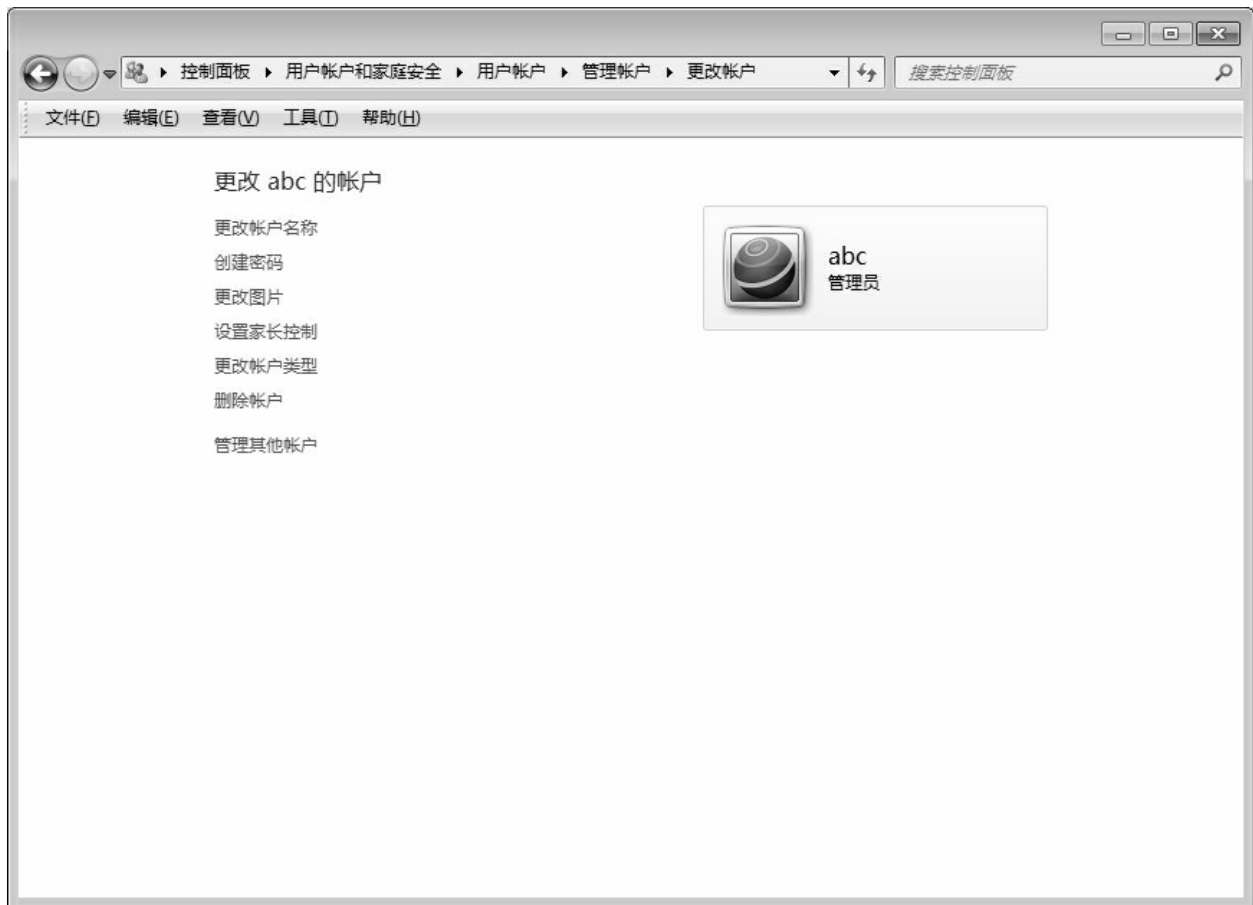 控制面板 用户帐户和家庭安全 用户帐户 管理帐户 更改帐户 搜索控制面板
文件(F) 编辑(E) 查看(V) 工具(T) 帮助(H)
更改 abc 的帐户
更改帐户名称
创建密码
更改图片
设置家长控制
更改帐户类型
删除帐户
管理其他帐户
abc
管理员